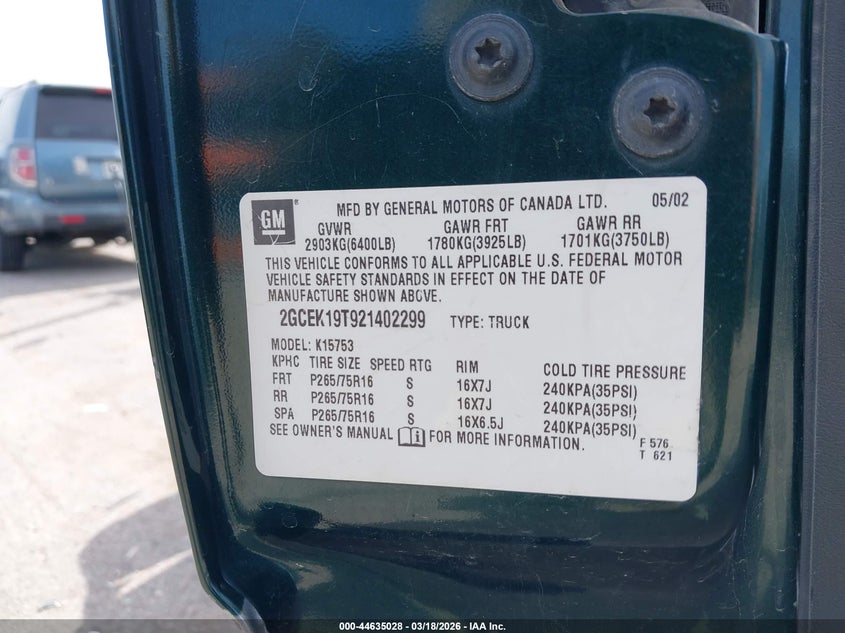 GM
MFD BY GENERAL MOTORS OF CANADA LTD. 05/02
GVWR GAWR FRT GAWR RR
2903KG(6400LB) 1780KG(3925LB) 1701KG(3750LB)
THIS VEHICLE CONFORMS TO ALL APPLICABLE U.S. FEDERAL MOTOR
VEHICLE SAFETY STANDARDS IN EFFECT ON THE DATE OF
MANUFACTURE SHOWN ABOVE.
2GCEK19T921402299 TYPE: TRUCK
MODEL: K15753
KPHC TIRE SIZE SPEED RTG RIM COLD TIRE PRESSURE
FRT P265/75R16 S 16X7J 240KPA(35PSI)
RR P265/75R16 S 16X7J 240KPA(35PSI)
SPA P265/75R16 S 16X6.5J 240KPA(35PSI)
SEE OWNER'S MANUAL FOR MORE INFORMATION.
F 576
T 621
000-44635028 - 03/18/2026 - IAA Inc.